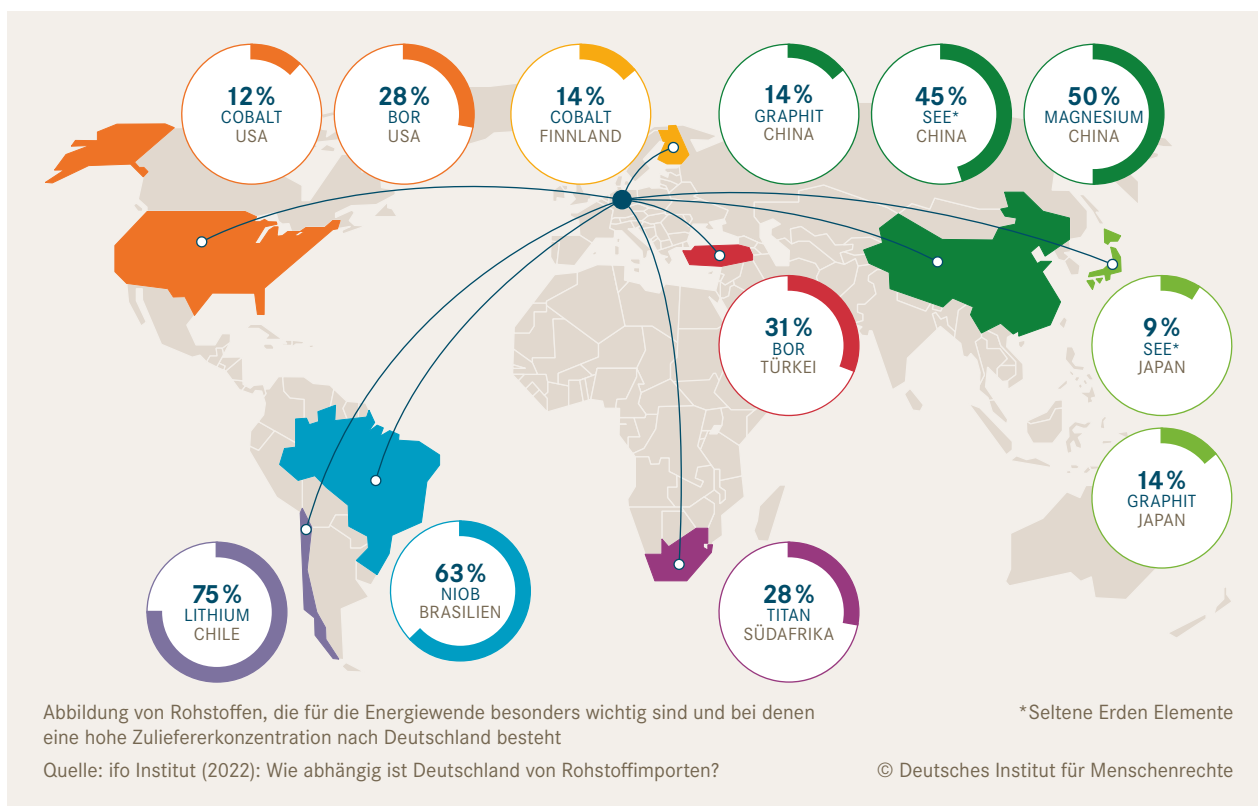 12 %
COBALT
USA
28 %
BOR
USA
14 %
COBALT
FINNLAND
14 %
GRAPHIT
CHINA
45 %
SEE*
CHINA
50 %
MAGNESIUM
CHINA
31 %
BOR
TÜRKEI
9 %
SEE*
JAPAN
14 %
GRAPHIT
JAPAN
75 %
LITHIUM
CHILE
63 %
NIOB
BRASILIEN
28 %
TITAN
SÜDAFRIKA
Abbildung von Rohstoffen, die für die Energiewende besonders wichtig sind und bei denen
eine hohe Zuliefererkonzentration nach Deutschland besteht
*Seltene Erden Elemente
Quelle: ifo Institut (2022): Wie abhängig ist Deutschland von Rohstoffimporten?
© Deutsches Institut für Menschenrechte